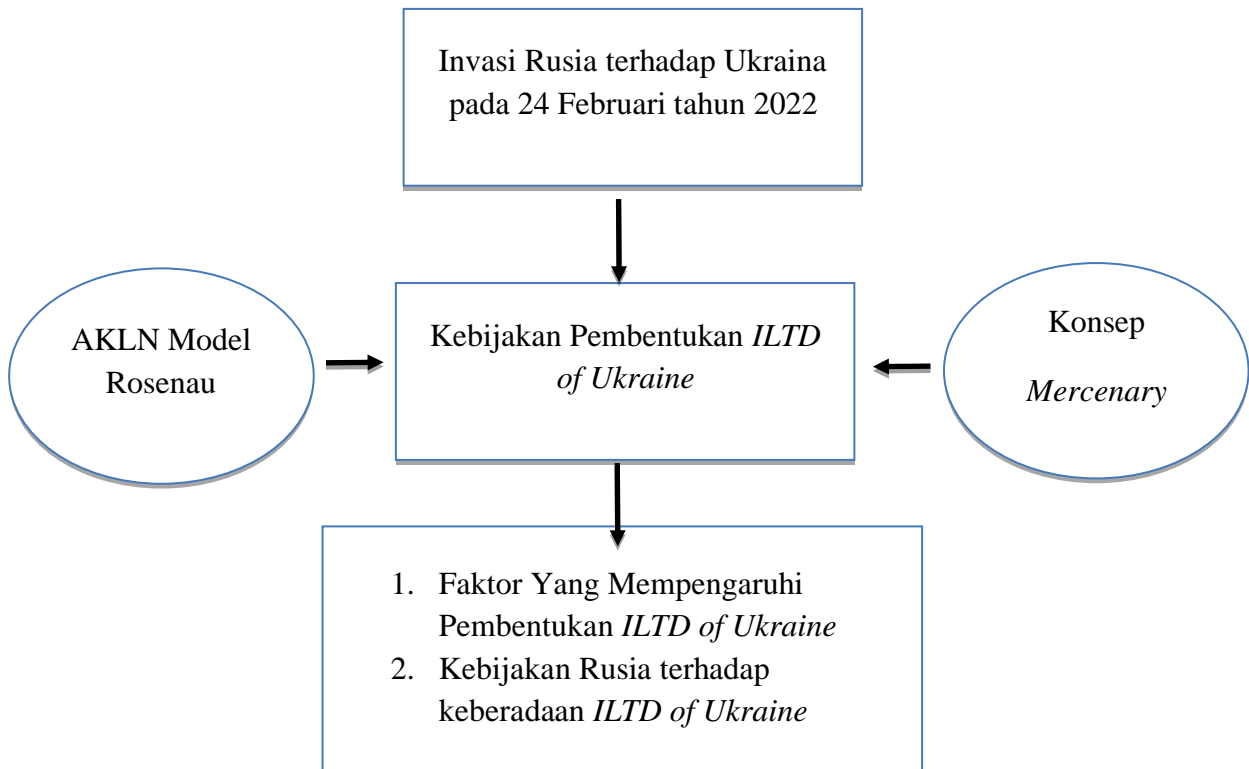 Invasi Rusia terhadap Ukraina
pada 24 Februari tahun 2022
AKLN Model
Rosenau
Kebijakan Pembentukan ILTD
of Ukraine
Konsep
Mercenary
1. Faktor Yang Mempengaruhi
Pembentukan ILTD of Ukraine
2. Kebijakan Rusia terhadap
keberadaan ILTD of Ukraine